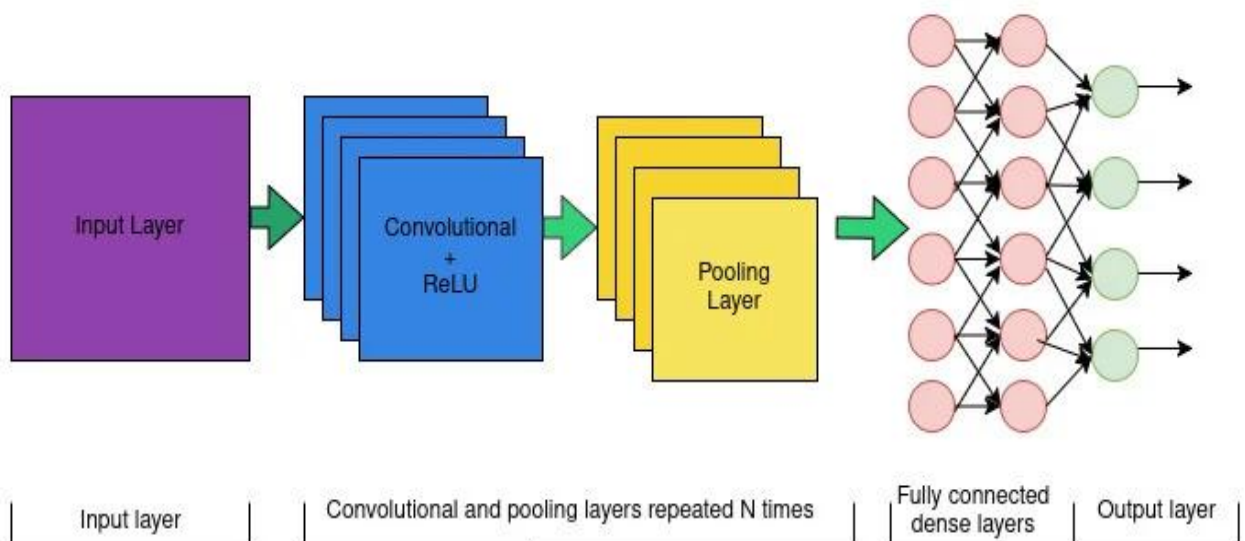 Input Layer
Convolutional
+
ReLU
Pooling
Layer
Input layer
Convolutional and pooling layers repeated N times
Fully connected
dense layers
Output layer